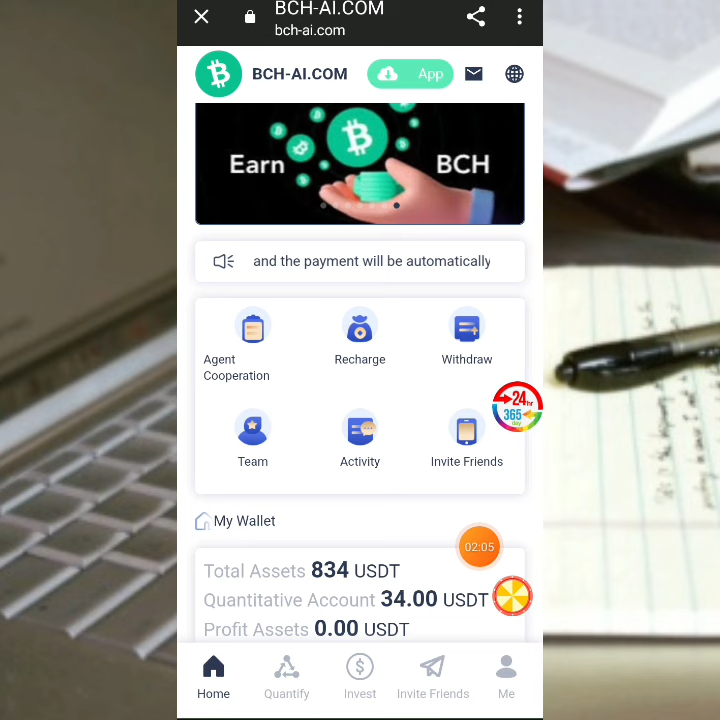 BCH-AI.COM
bch-ai.com
BCH-AI.COM
App
Earn
BCH
and the payment will be automatically
Agent
Cooperation
Recharge
Withdraw
24hr
365
day
Team
Activity
Invite Friends
My Wallet
02:05
Total Assets 834 USDT
Quantitative Account 34.00 USDT
Profit Assets 0.00 USDT
Home
Quantify
Invest
Invite Friends
Me